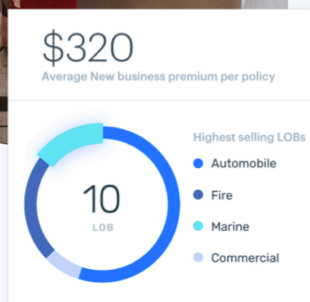 $320
Average New business premium per policy
Highest selling LOBs
10
LOB
Automobile
Fire
Marine
Commercial